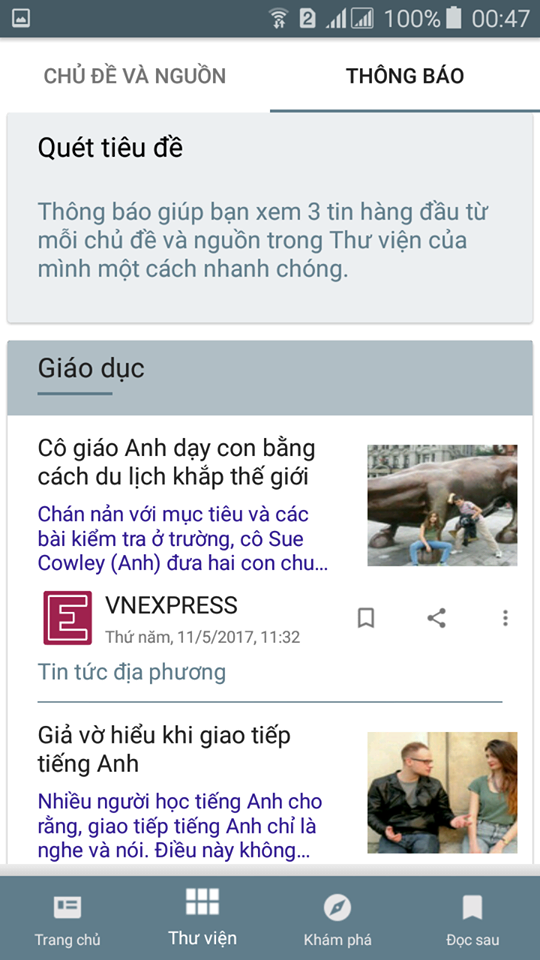 2 100% 00:47
CHỦ ĐỀ VÀ NGUỒN THÔNG BÁO
Quét tiêu đề
Thông báo giúp bạn xem 3 tin hàng đầu từ
mỗi chủ đề và nguồn trong Thư viện của
mình một cách nhanh chóng.
Giáo dục
Cô giáo Anh dạy con bằng
cách du lịch khắp thế giới
Chán nản với mục tiêu và các
bài kiểm tra ở trường, cô Sue
Cowley (Anh) đưa hai con chu...
E VNEXPRESS
Thứ năm, 11/5/2017, 11:32
Tin tức địa phương
Giả vờ hiểu khi giao tiếp
tiếng Anh
Nhiều người học tiếng Anh cho
rằng, giao tiếp tiếng Anh chỉ là
nghe và nói. Điều này không...
Trang chủ Thư viện Khám phá Đọc sau